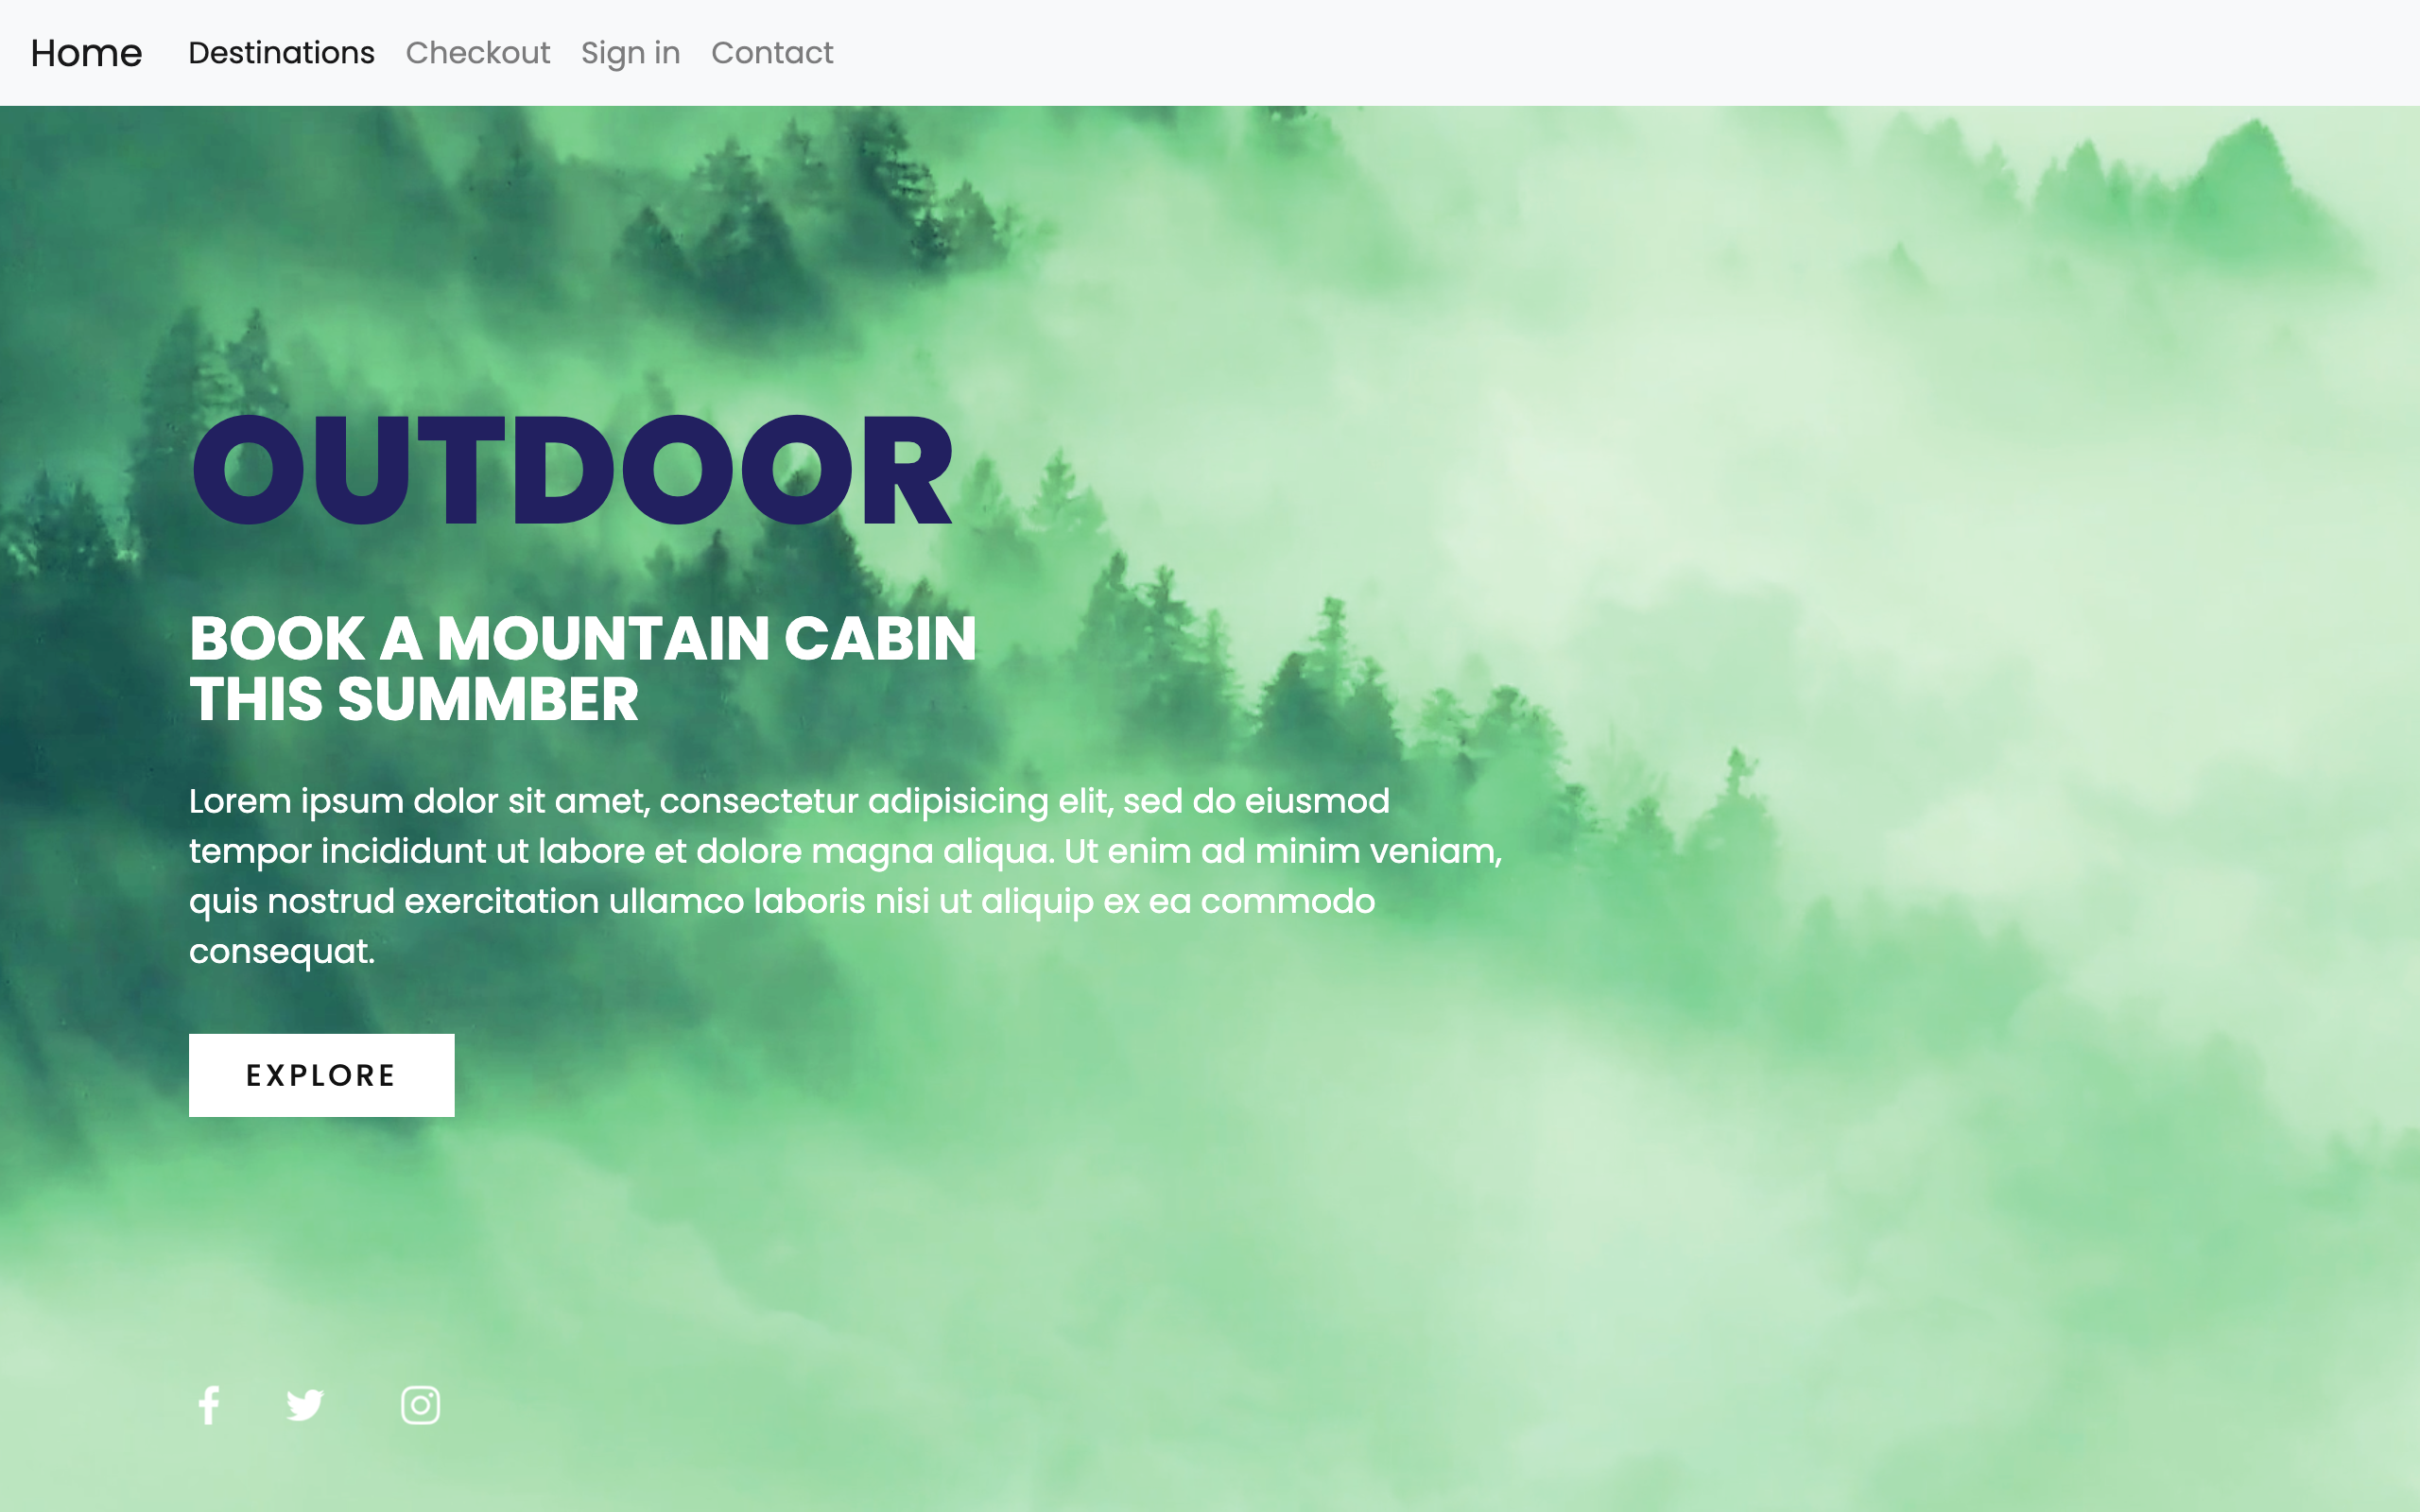 Home Destinations Checkout Sign in Contact
OUTDOOR
BOOK A MOUNTAIN CABIN
THIS SUMMBER
Lorem ipsum dolor sit amet, consectetur adipisicing elit, sed do eiusmod
tempor incididunt ut labore et dolore magna aliqua. Ut enim ad minim veniam,
quis nostrud exercitation ullamco laboris nisi ut aliquip ex ea commodo
consequat.
EXPLORE